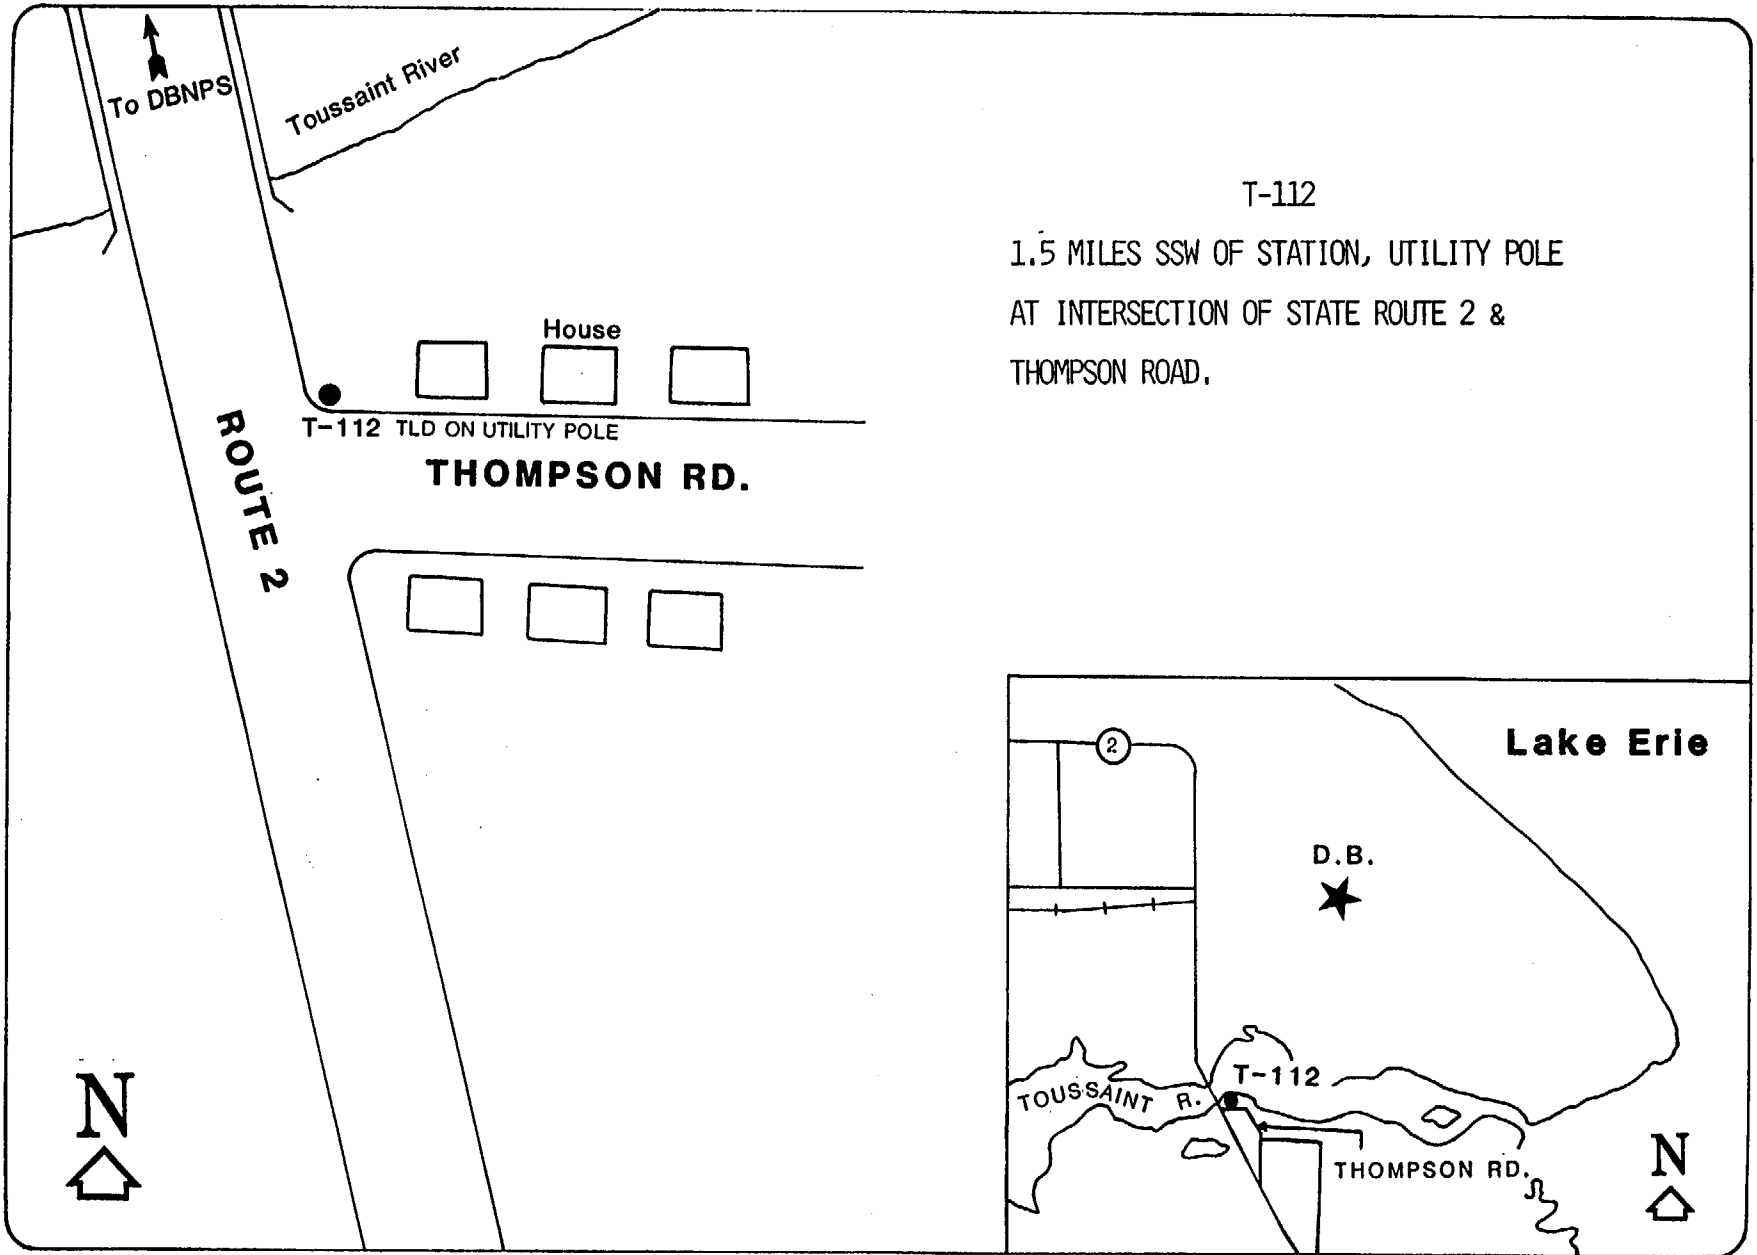 To DBNPS
Toussaint River
T-112
1.5 MILES SSW OF STATION, UTILITY POLE
AT INTERSECTION OF STATE ROUTE 2 &
THOMPSON ROAD.
House
T-112 TLD ON UTILITY POLE
THOMPSON RD.
ROUTE 2
N
2
Lake Erie
D.B.
T-112
TOUSSAINT R.
THOMPSON RD.
N